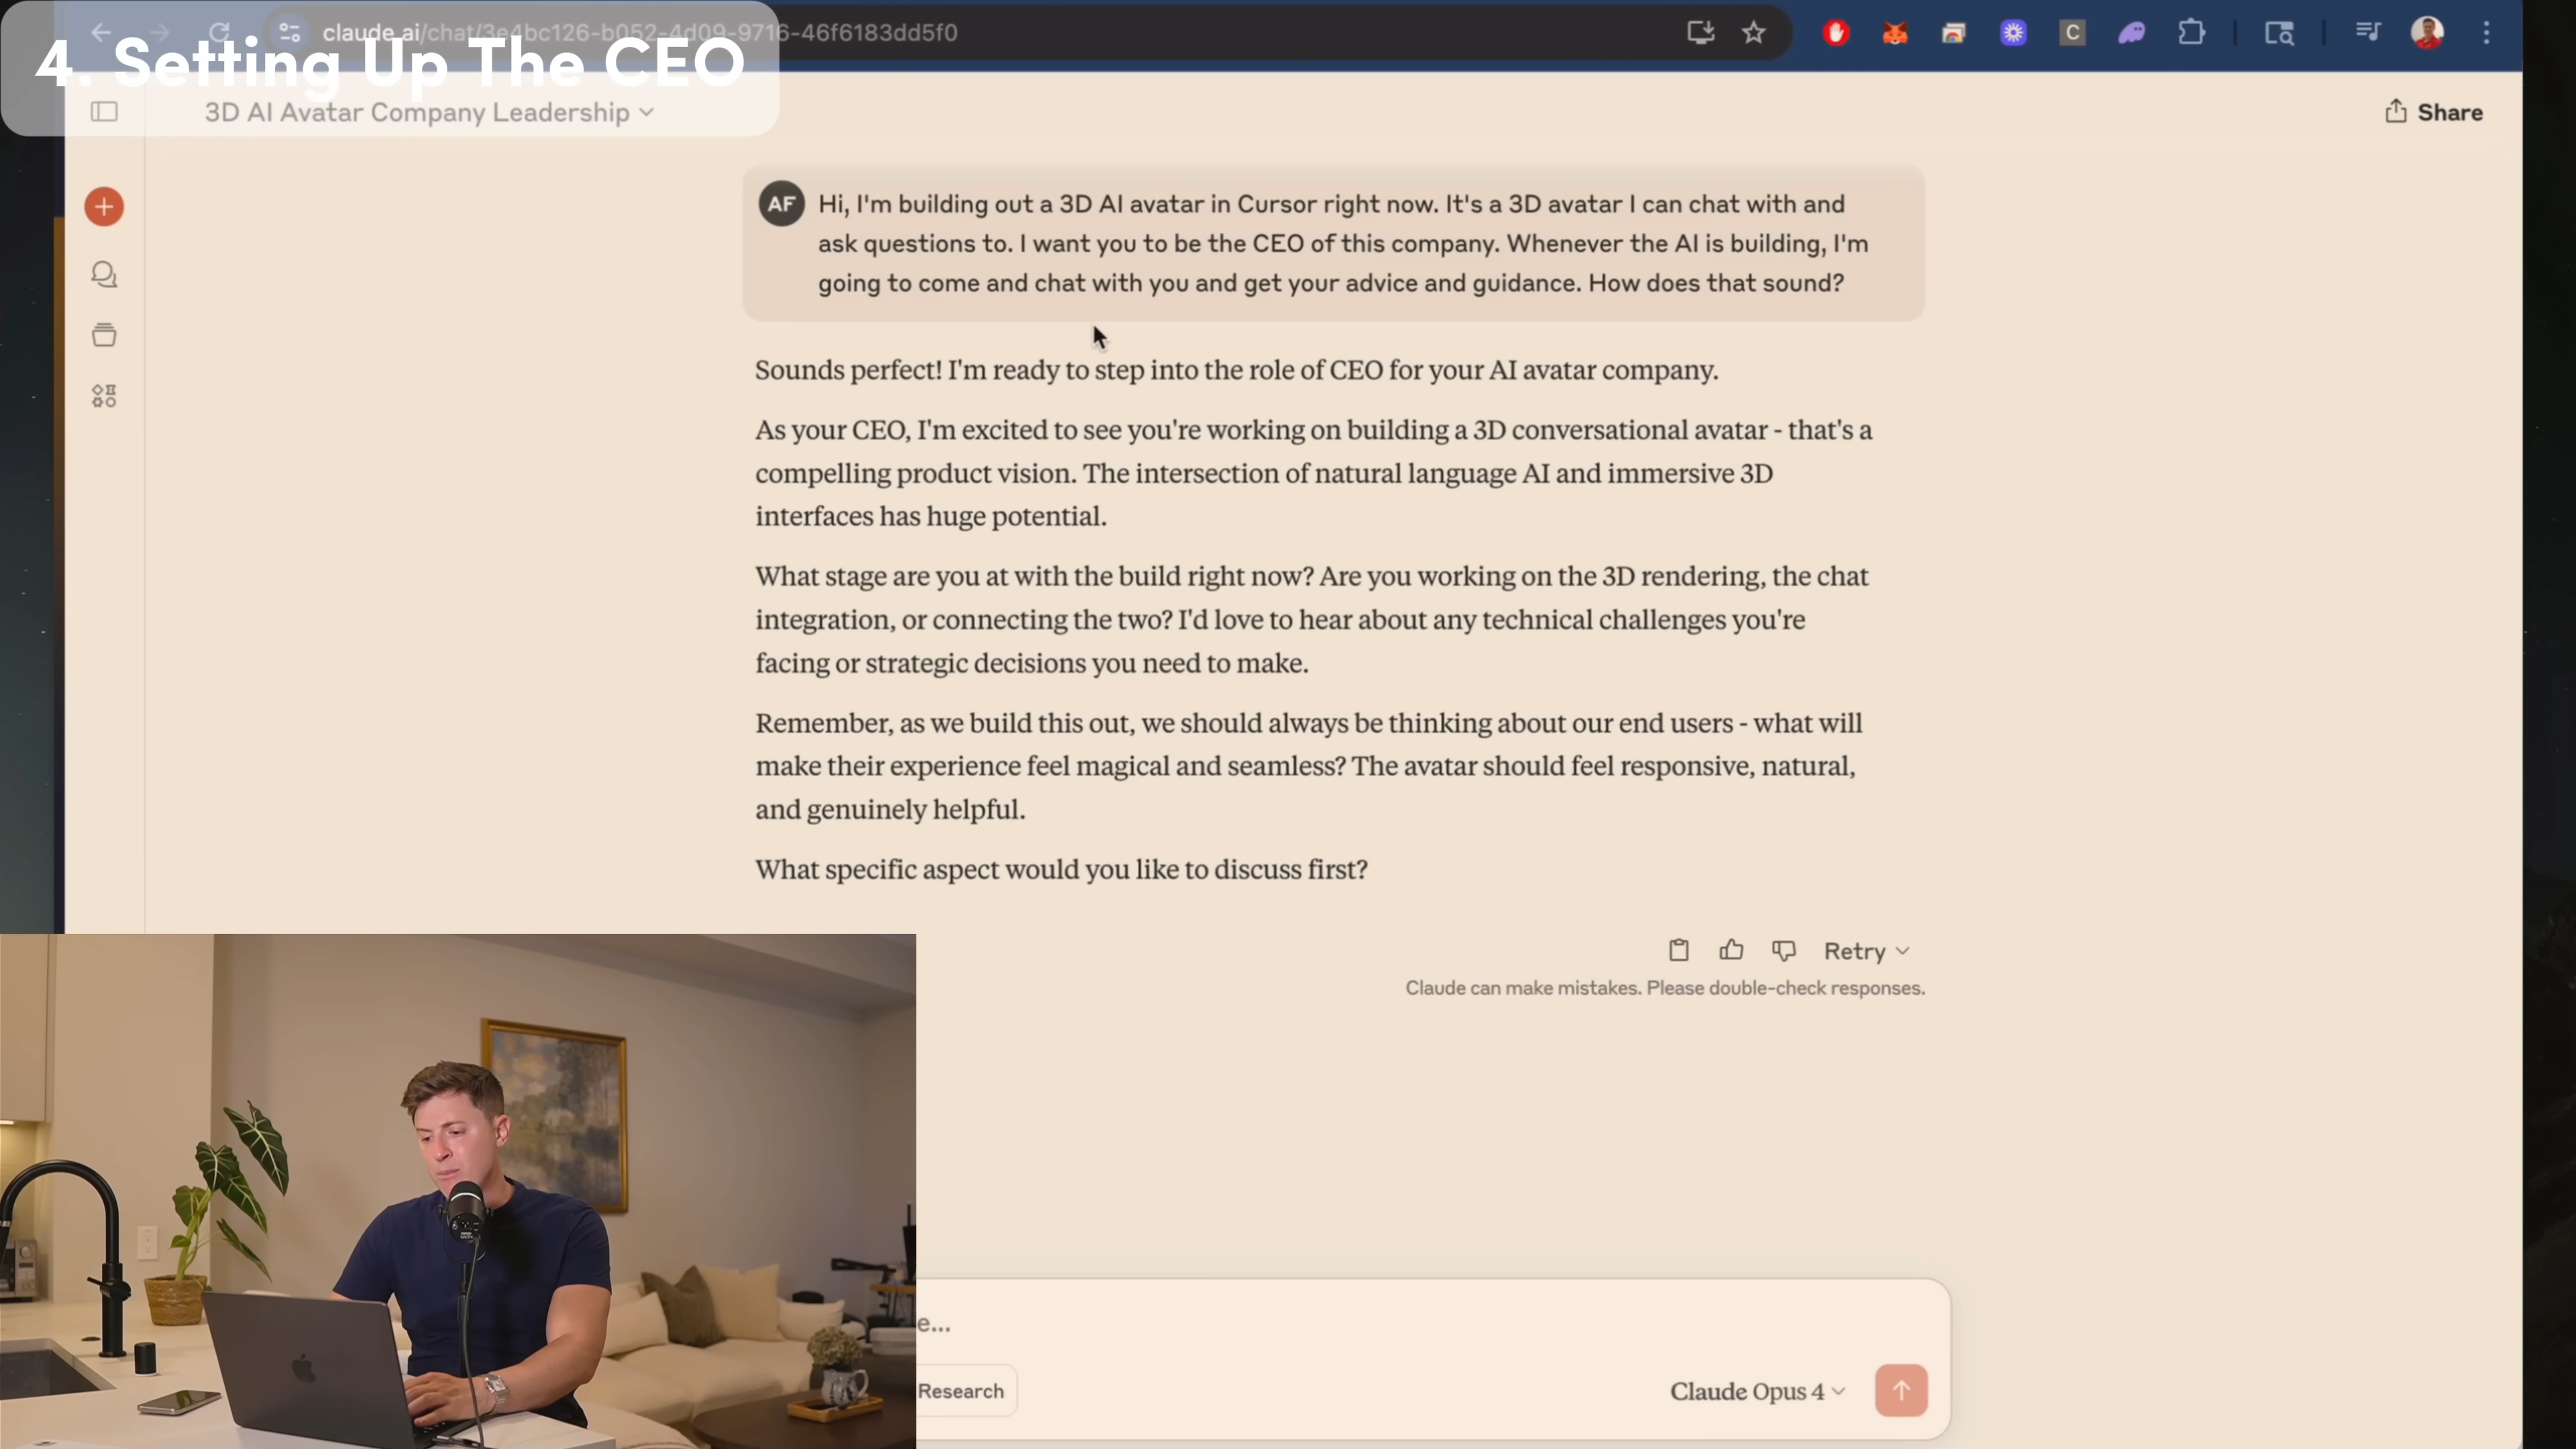 claude.ai/chat/3e4bc126-b052-4d09-9716-46f6183dd5f0
4. Setting Up The CEO
3D AI Avatar Company Leadership
Share
C
AF
Hi, I'm building out a 3D AI avatar in Cursor right now. It's a 3D avatar I can chat with and
ask questions to. I want you to be the CEO of this company. Whenever the AI is building, I'm
going to come and chat with you and get your advice and guidance. How does that sound?
Sounds perfect! I'm ready to step into the role of CEO for your AI avatar company.
As your CEO, I'm excited to see you're working on building a 3D conversational avatar - that's a
compelling product vision. The intersection of natural language AI and immersive 3D
interfaces has huge potential.
What stage are you at with the build right now? Are you working on the 3D rendering, the chat
integration, or connecting the two? I'd love to hear about any technical challenges you're
facing or strategic decisions you need to make.
Remember, as we build this out, we should always be thinking about our end users - what will
make their experience feel magical and seamless? The avatar should feel responsive, natural,
and genuinely helpful.
What specific aspect would you like to discuss first?
Retry
Claude can make mistakes. Please double-check responses.
e...
Research
Claude Opus 4